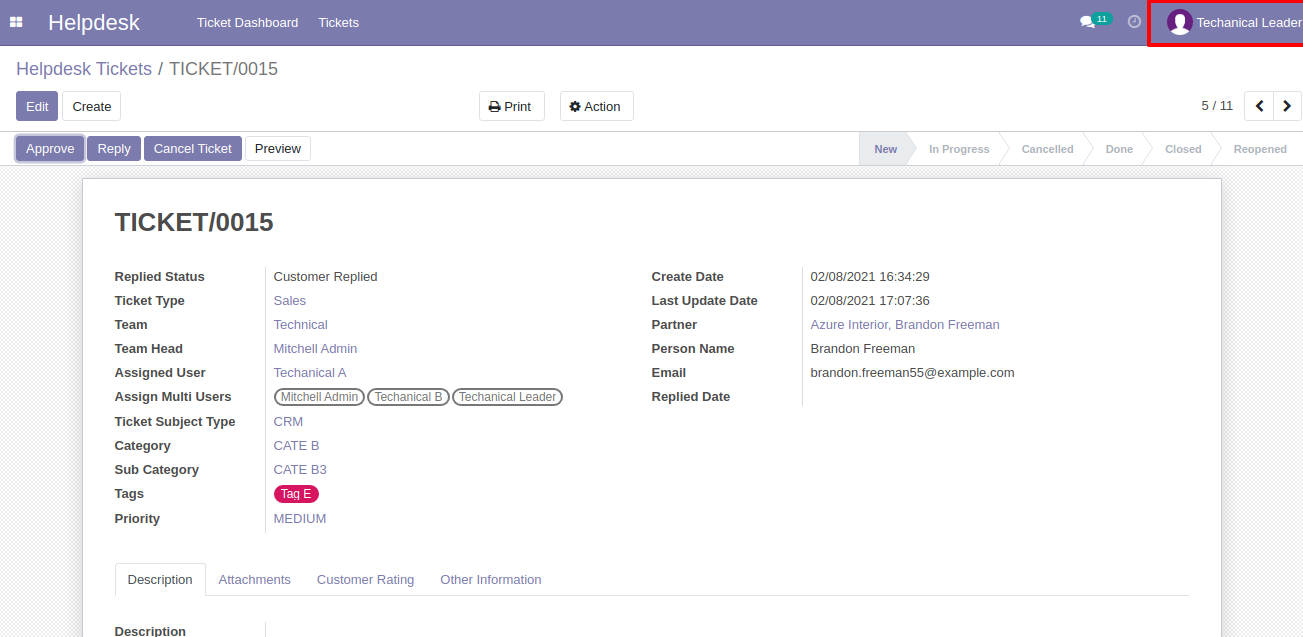 Helpdesk Ticket Dashboard Tickets 11 Techanical Leader
Helpdesk Tickets / TICKET/0015
Edit Create Print Action 5 / 11
Approve Reply Cancel Ticket Preview New In Progress Cancelled Done Closed Reopened
TICKET/0015
Replied Status Customer Replied Create Date 02/08/2021 16:34:29
Ticket Type Sales Last Update Date 02/08/2021 17:07:36
Team Technical Partner Azure Interior, Brandon Freeman
Team Head Mitchell Admin Person Name Brandon Freeman
Assigned User Techanical A Email brandon.freeman55@example.com
Assign Multi Users Mitchell Admin Techanical B Techanical Leader Replied Date
Ticket Subject Type CRM
Category CATE B
Sub Category CATE B3
Tags Tag E
Priority MEDIUM
Description Attachments Customer Rating Other Information
Description